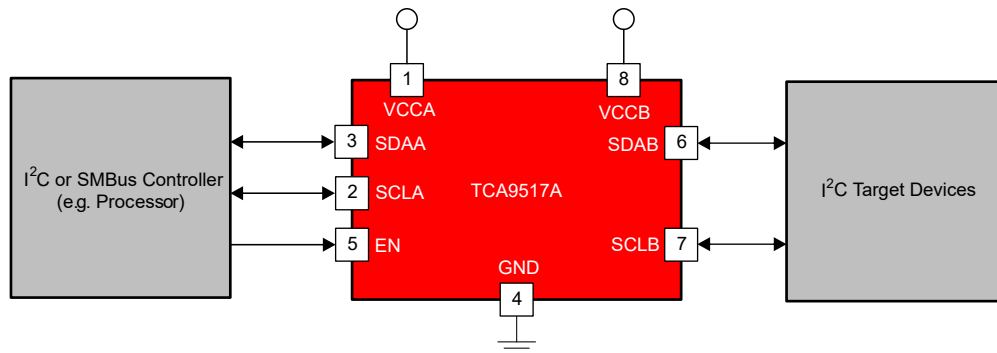 1
8
VCCA
VCCB
3
SDAA
SDAB
6
I²C or SMBus Controller
(e.g. Processor)
2
SCLA
TCA9517A
I²C Target Devices
5
EN
SCLB
7
GND
4